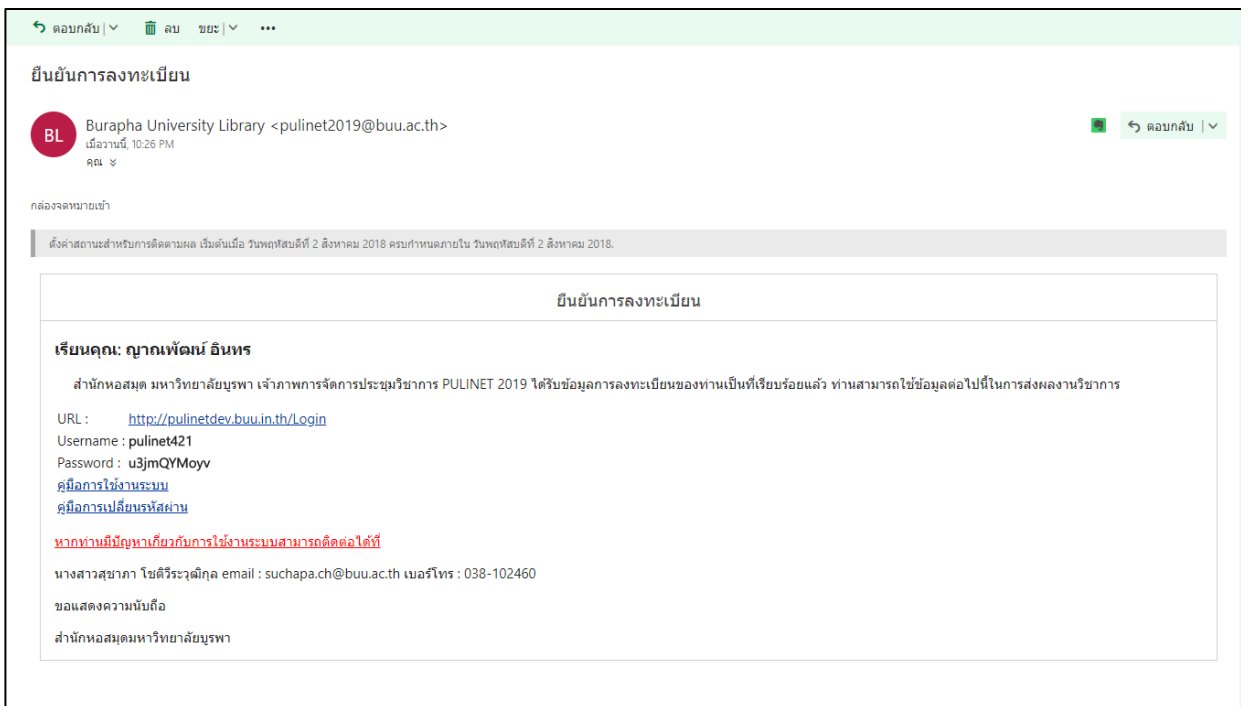 ตอบกลับ | ลบ ขยะ | •••
ยืนยันการลงทะเบียน
BL
Burapha University Library <pulinet2019@buu.ac.th>
เมื่อวานนี้, 10:26 PM
คุณ
ตอบกลับ |
กล่องจดหมายเข้า
ตั้งค่าสถานะสำหรับการติดตามผล เริ่มต้นเมื่อ วันพฤหัสบดีที่ 2 สิงหาคม 2018 ครบกำหนดภายใน วันพฤหัสบดีที่ 2 สิงหาคม 2018.
ยืนยันการลงทะเบียน
เรียนคุณ: ญาณพัฒน์ อินทร
สำนักหอสมุด มหาวิทยาลัยบูรพา เจ้าภาพการจัดการประชุมวิชาการ PULINET 2019 ได้รับข้อมูลการลงทะเบียนของท่านเป็นที่เรียบร้อยแล้ว ท่านสามารถใช้ข้อมูลต่อไปนี้ในการส่งผลงานวิชาการ
URL : http://pulinetdev.buu.in.th/Login
Username : pulinet421
Password : u3jmQYMoyv
คู่มือการใช้งานระบบ
คู่มือการเปลี่ยนรหัสผ่าน
หากท่านมีปัญหาเกี่ยวกับการใช้งานระบบสามารถติดต่อได้ที่
นางสาวสุชาภา โชติวีระวุฒิกุล email : suchapa.ch@buu.ac.th เบอร์โทร : 038-102460
ขอแสดงความนับถือ
สำนักหอสมุดมหาวิทยาลัยบูรพา